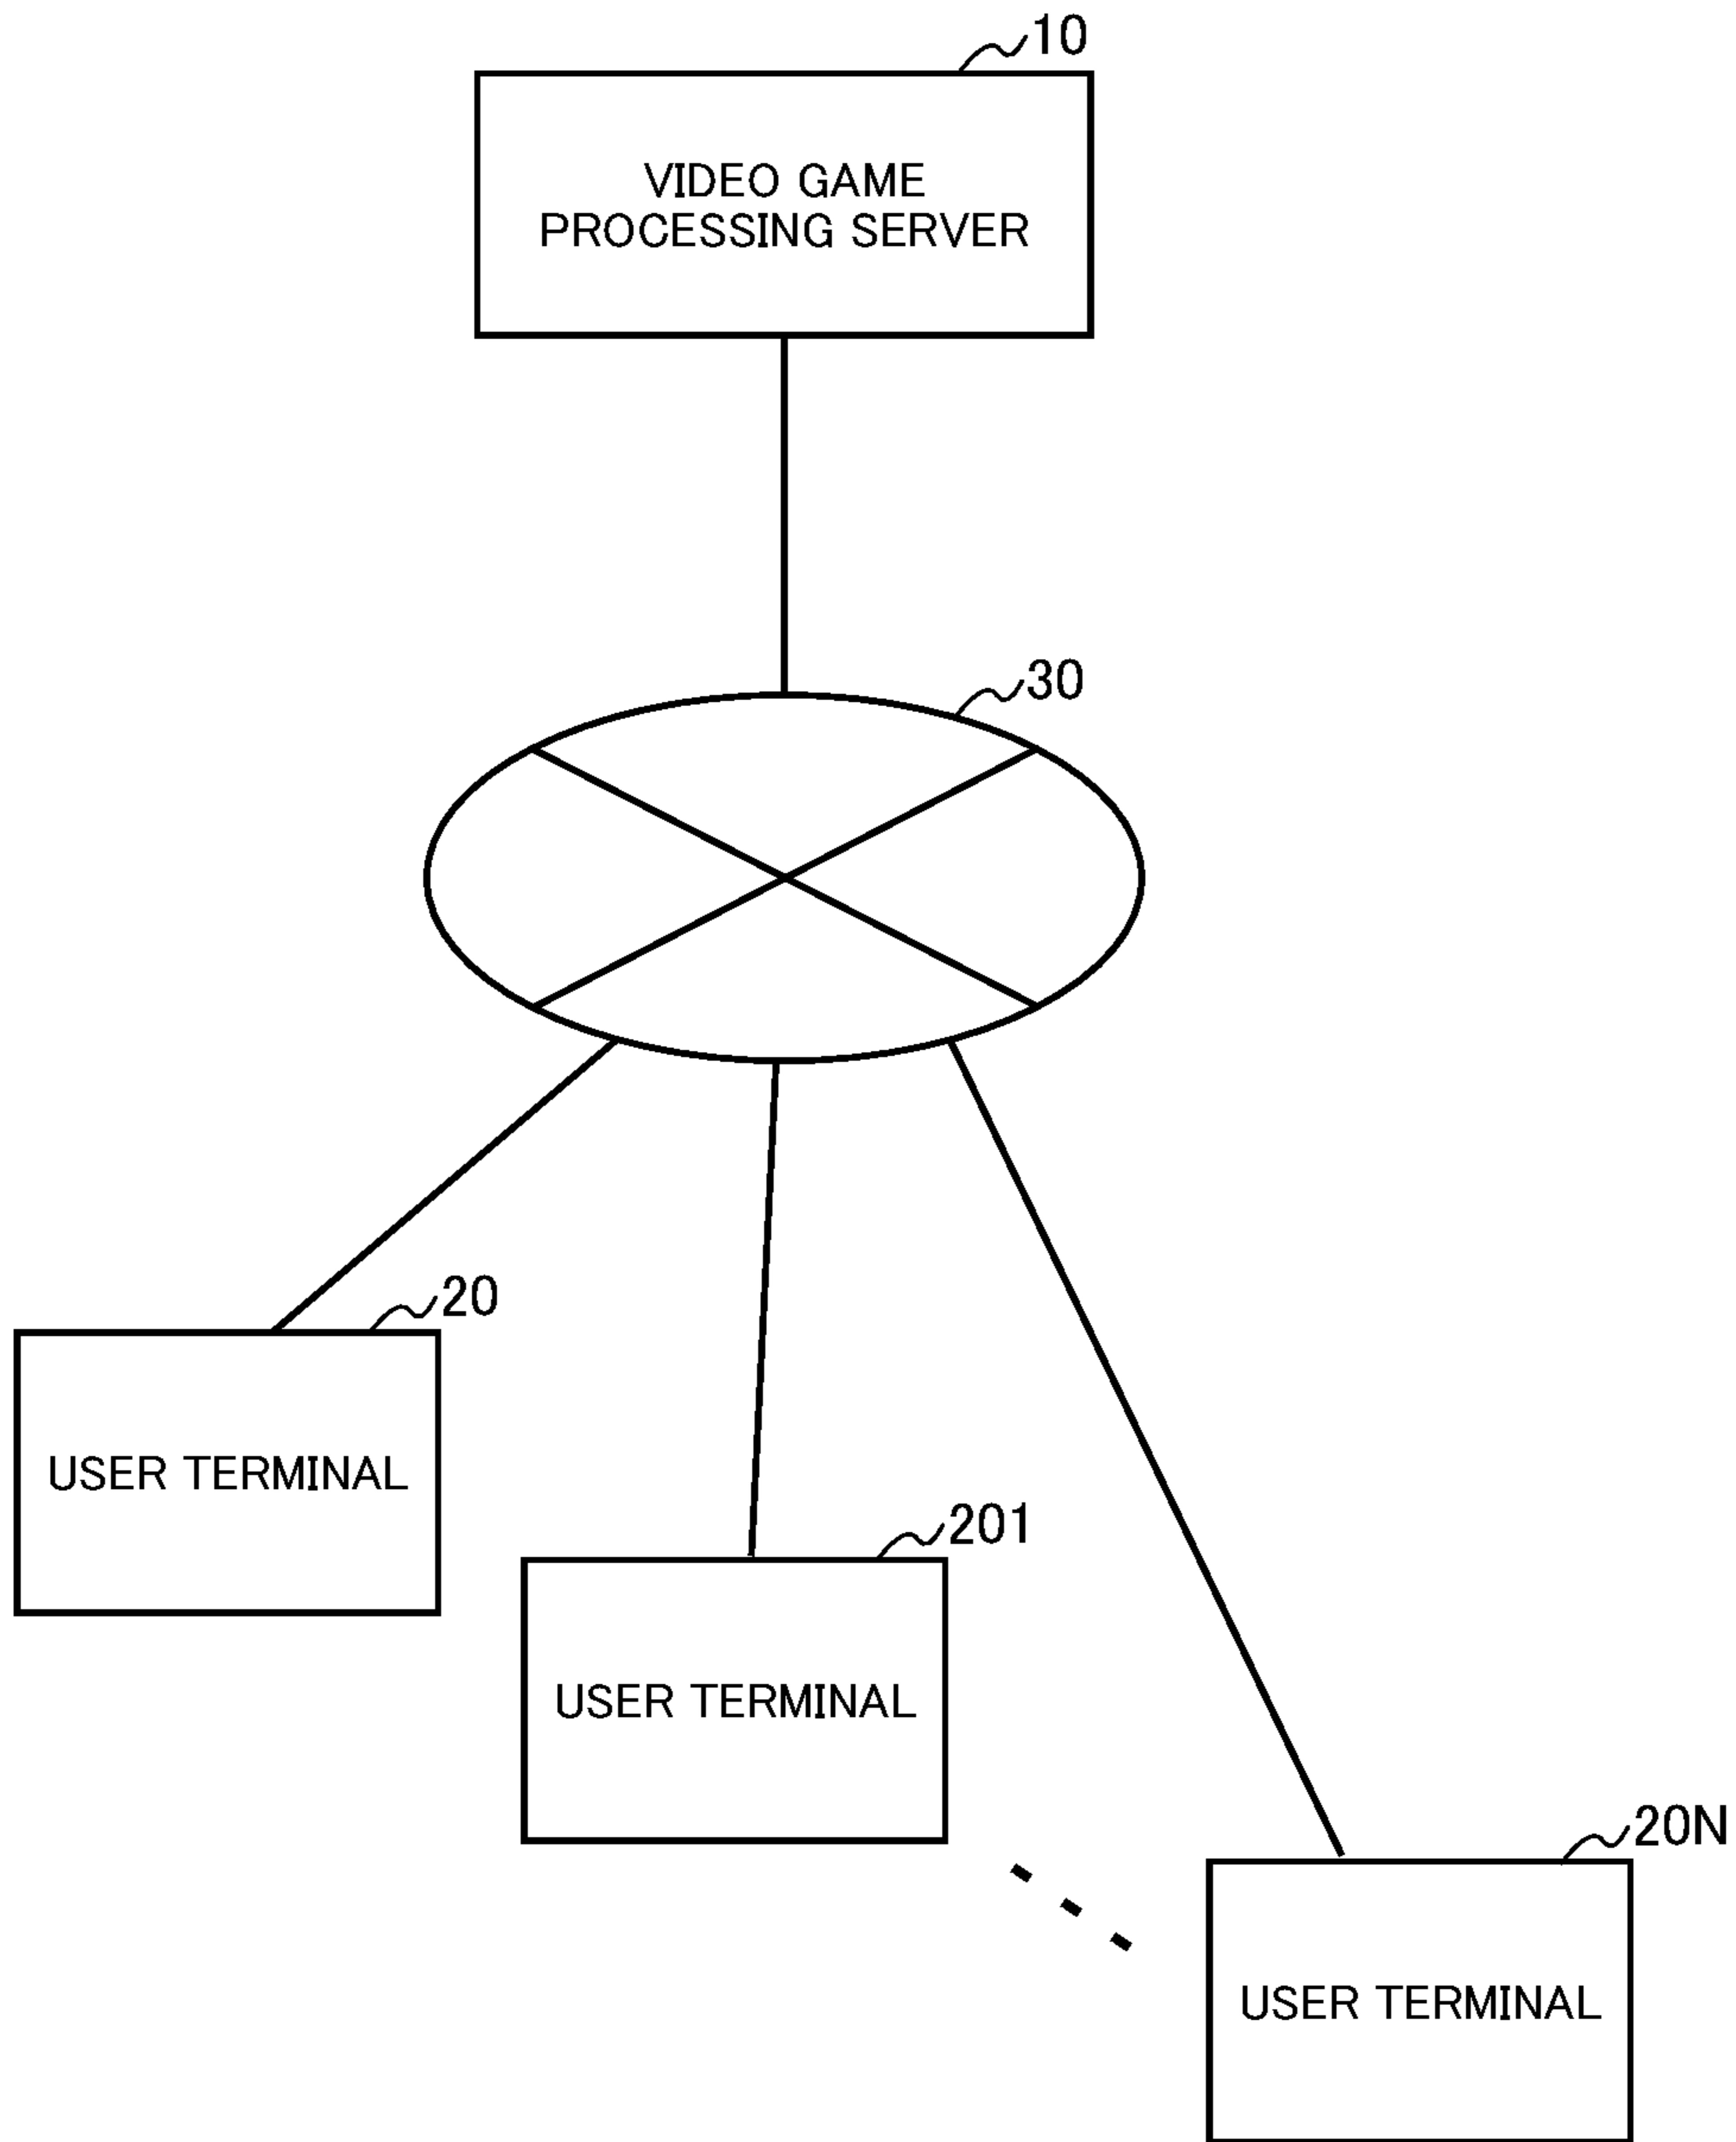 10
VIDEO GAME
PROCESSING SERVER
30
20
USER TERMINAL
201
USER TERMINAL
20N
USER TERMINAL